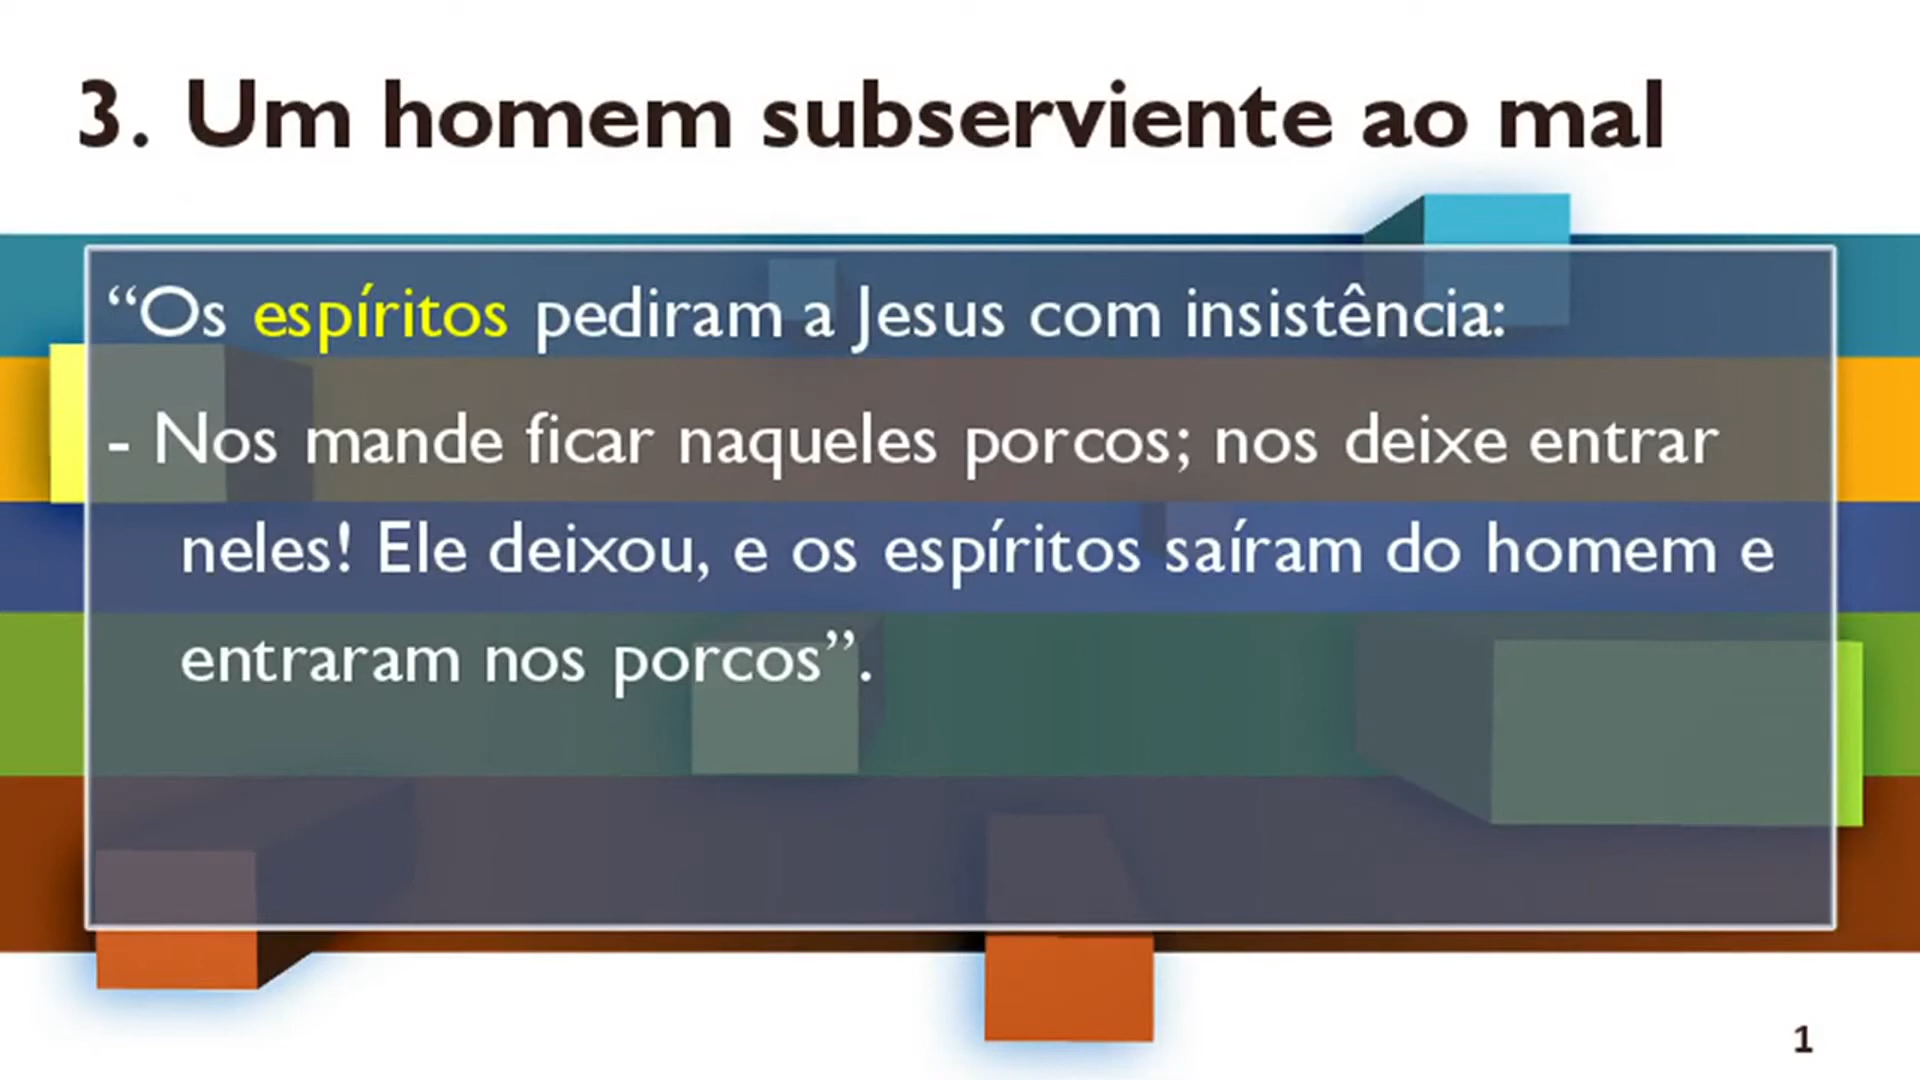 3. Um homem subserviente ao mal
“Os espíritos pediram a Jesus com insistência:
- Nos mande ficar naqueles porcos; nos deixe entrar
neles! Ele deixou, e os espíritos saíram do homem e
entraram nos porcos”.
1